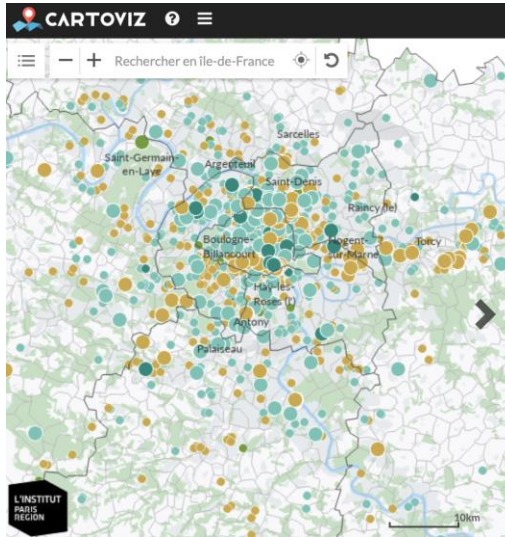 CARTOVIZ ?
− + Rechercher en île-de-France
Sarcelles
Saint-Germain-
en-Laye
Argenteuil
Saint-Denis
Raincy (le)
Boulogne-
Billancourt
Nogent-
sur-Marne
Torcy
Hay-les-
Roses (l')
Antony
Palaiseau
L'INSTITUT
PARIS
REGION
10km